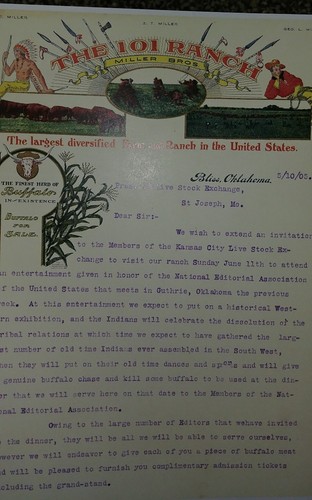 MILLER
Z. T. MILLER
GEO. L.
THE 101 RANCH
MILLER BROS
The largest diversified Farm and Ranch in the United States.
Bliss, Oklahoma. 5/10/05.
THE FINEST HERD OF
Buffalo
IN EXISTENCE
BUFFALO
FOR
SALE
Live Stock Exchange,
St Joseph, Mo.
Dear Sir:-
We wish to extend an invitation
to the Members of the Kansas City Live Stock Ex-
change to visit our ranch Sunday June 11th to attend
an entertainment given in honor of the National Editorial Association
of the United States that meets in Guthrie, Oklahoma the previous
week. At this entertainment we expect to put on a historical West-
ern exhibition, and the Indians will celebrate the dissolution of the
tribal relations at which time we expect to have gathered the larg-
est number of old time Indians ever assembled in the South West,
when they will put on their old time dances and and will give
genuine buffalo chase and will some buffalo to be used at the din-
ner that we will serve here on that date to the Members of the Nat-
ional Editorial Association.
Owing to the large number of Editors that wehave invited
to the dinner, they will be all we will be able to serve ourselves,
however we will endeavor to give each of you a piece of buffalo meat
and will be pleased to furnish you complimentary admission tickets
including the grand-stand.